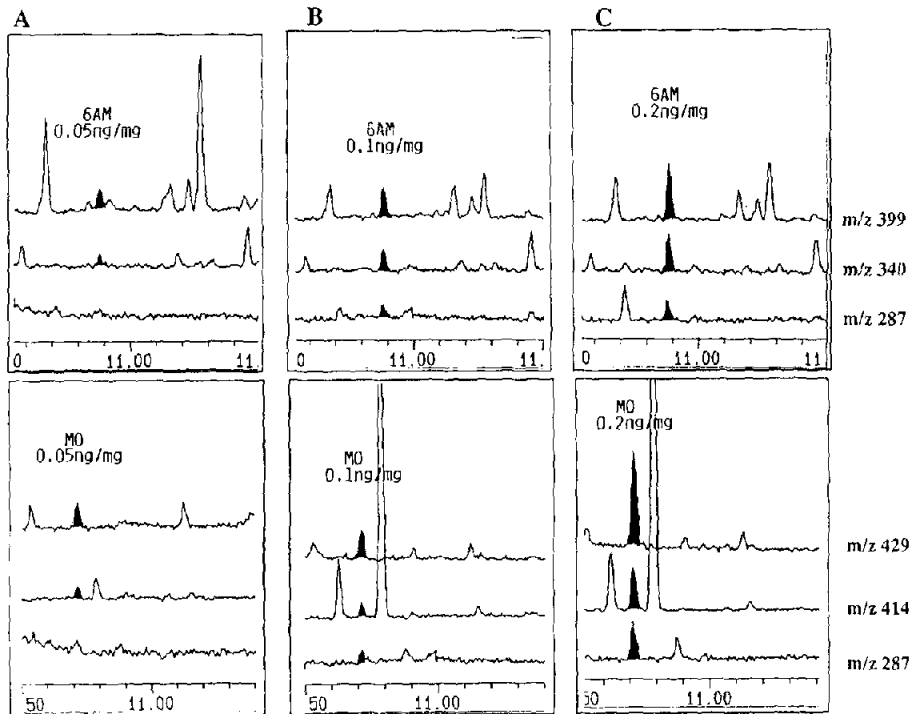 A
B
C
6AM
0.05ng/mg
6AM
0.1ng/mg
6AM
0.2ng/mg
m/z 399
m/z 340
m/z 287
0 11.00 11
0 11.00 11.
0 11.00 11
MO
0.05ng/mg
MO
0.1ng/mg
MO
0.2ng/mg
m/z 429
m/z 414
m/z 287
50 11.00
50 11.00
50 11.00